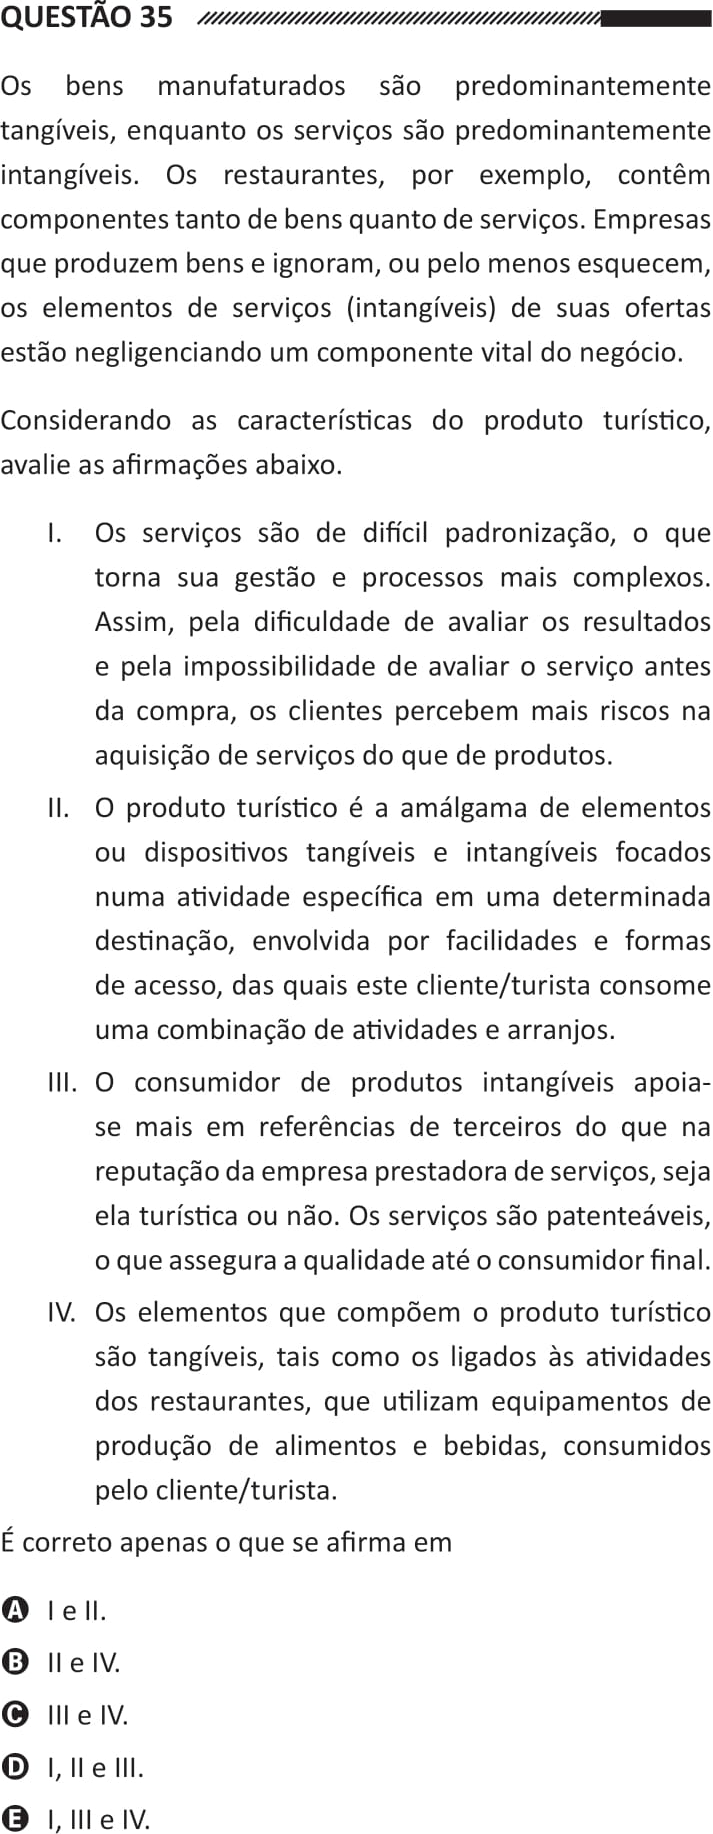 QUESTÃO 35
Os bens manufaturados são predominantemente
tangíveis, enquanto os serviços são predominantemente
intangíveis. Os restaurantes, por exemplo, contêm
componentes tanto de bens quanto de serviços. Empresas
que produzem bens e ignoram, ou pelo menos esquecem,
os elementos de serviços (intangíveis) de suas ofertas
estão negligenciando um componente vital do negócio.
Considerando as características do produto turístico,
avalie as afirmações abaixo.
I. Os serviços são de difícil padronização, o que
torna sua gestão e processos mais complexos.
Assim, pela dificuldade de avaliar os resultados
e pela impossibilidade de avaliar o serviço antes
da compra, os clientes percebem mais riscos na
aquisição de serviços do que de produtos.
II. O produto turístico é a amálgama de elementos
ou dispositivos tangíveis e intangíveis focados
numa atividade específica em uma determinada
destinação, envolvida por facilidades e formas
de acesso, das quais este cliente/turista consome
uma combinação de atividades e arranjos.
III. O consumidor de produtos intangíveis apoia-
se mais em referências de terceiros do que na
reputação da empresa prestadora de serviços, seja
ela turística ou não. Os serviços são patenteáveis,
o que assegura a qualidade até o consumidor final.
IV. Os elementos que compõem o produto turístico
são tangíveis, tais como os ligados às atividades
dos restaurantes, que utilizam equipamentos de
produção de alimentos e bebidas, consumidos
pelo cliente/turista.
É correto apenas o que se afirma em
A I e II.
B II e IV.
C III e IV.
D I, II e III.
E I, III e IV.